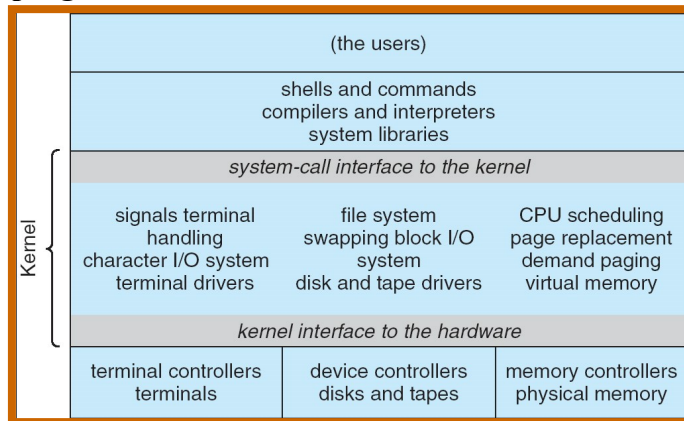 (the users)
shells and commands
compilers and interpreters
system libraries
Kernel
system-call interface to the kernel
signals terminal
handling
character I/O system
terminal drivers
file system
swapping block I/O
system
disk and tape drivers
CPU scheduling
page replacement
demand paging
virtual memory
kernel interface to the hardware
terminal controllers
terminals
device controllers
disks and tapes
memory controllers
physical memory